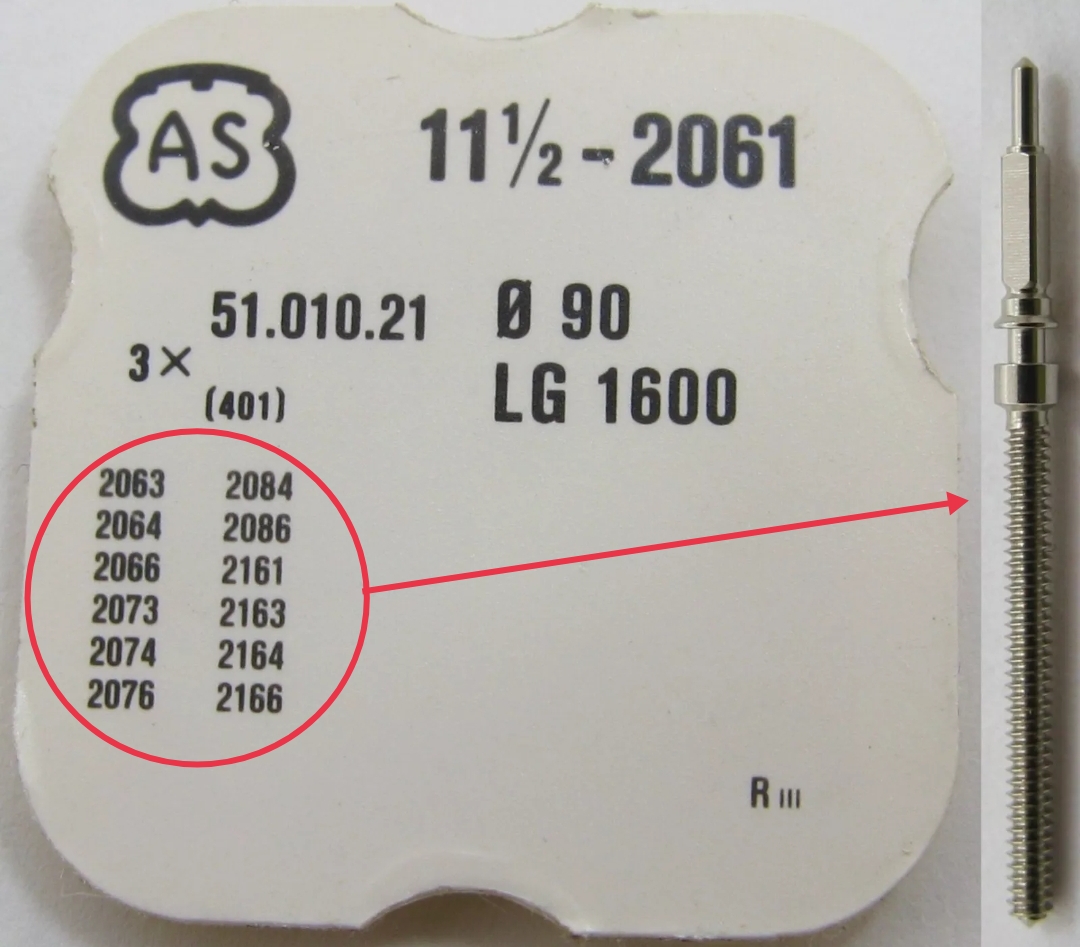 AS
11½ - 2061
51.010.21 Ø 90
3×
(401) LG 1600
2063 2084
2064 2086
2066 2161
2073 2163
2074 2164
2076 2166
R III